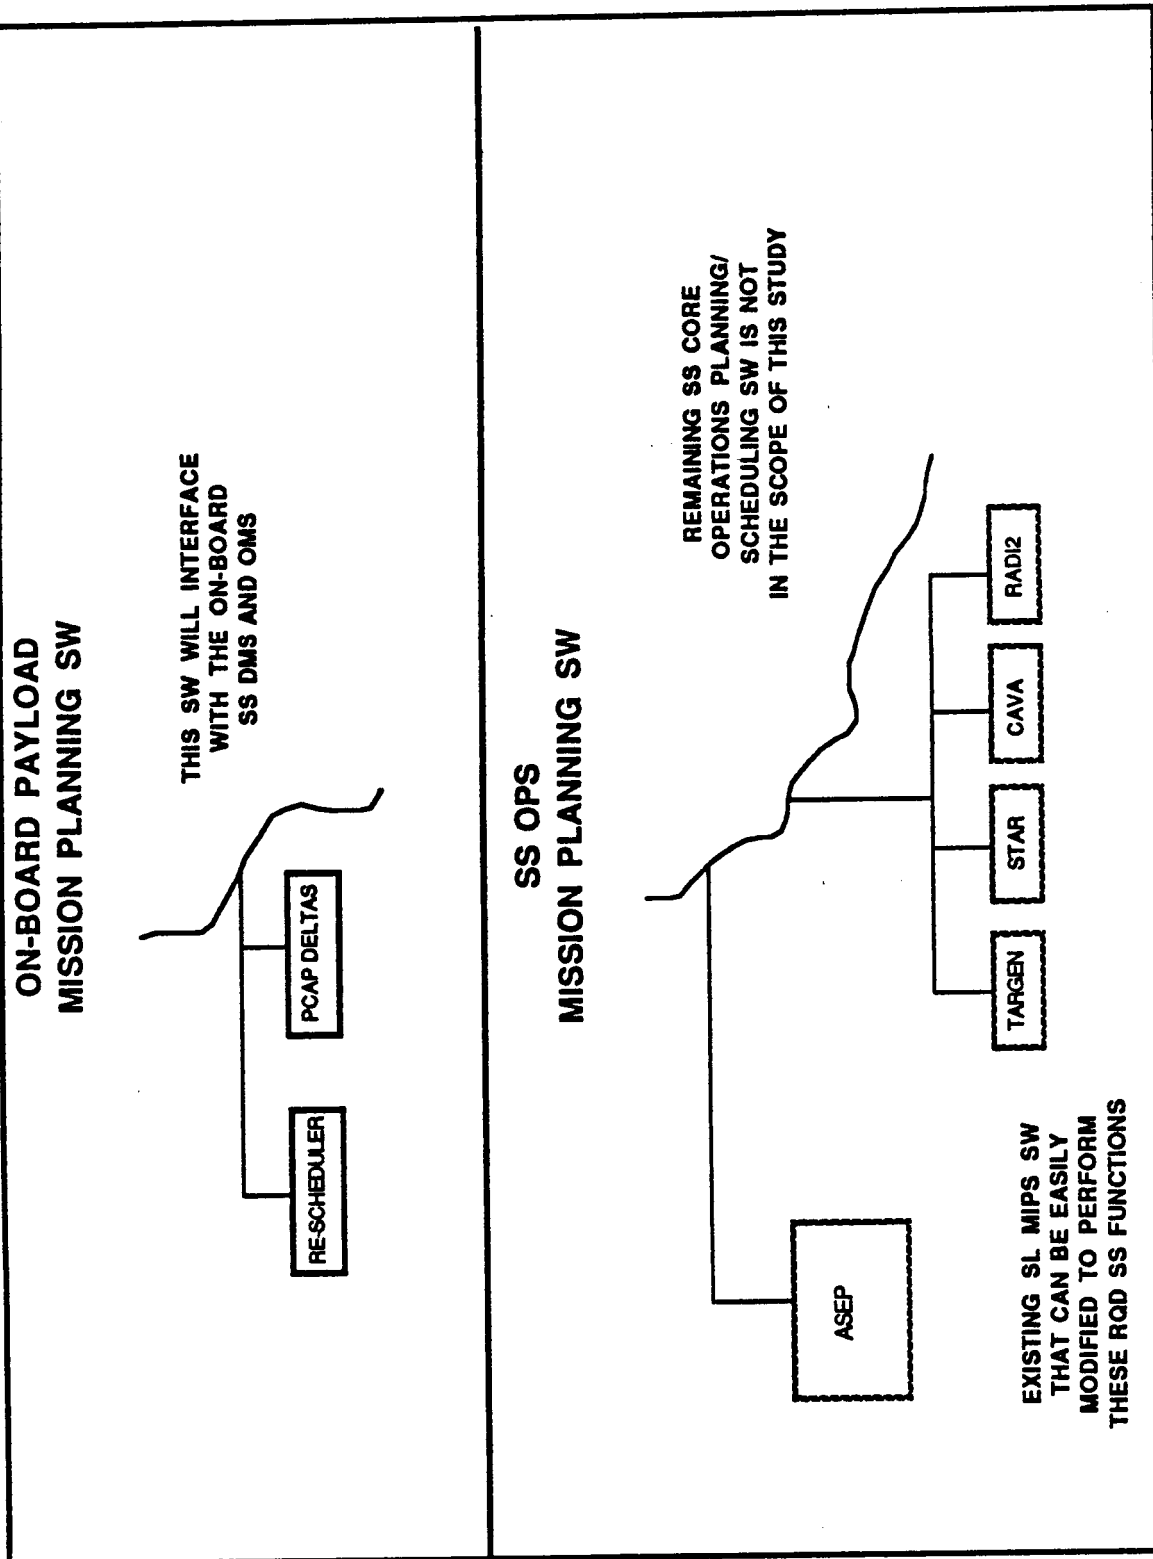 ON-BOARD PAYLOAD
MISSION PLANNING SW
THIS SW WILL INTERFACE
WITH THE ON-BOARD
SS DMS AND OMS
RE-SCHEDULER
PCAP DELTAS
SS OPS
MISSION PLANNING SW
REMAINING SS CORE
OPERATIONS PLANNING/
SCHEDULING SW IS NOT
IN THE SCOPE OF THIS STUDY
ASEP
TARGEN
STAR
CAVA
RADI2
EXISTING SL MIPS SW
THAT CAN BE EASILY
MODIFIED TO PERFORM
THESE RQD SS FUNCTIONS